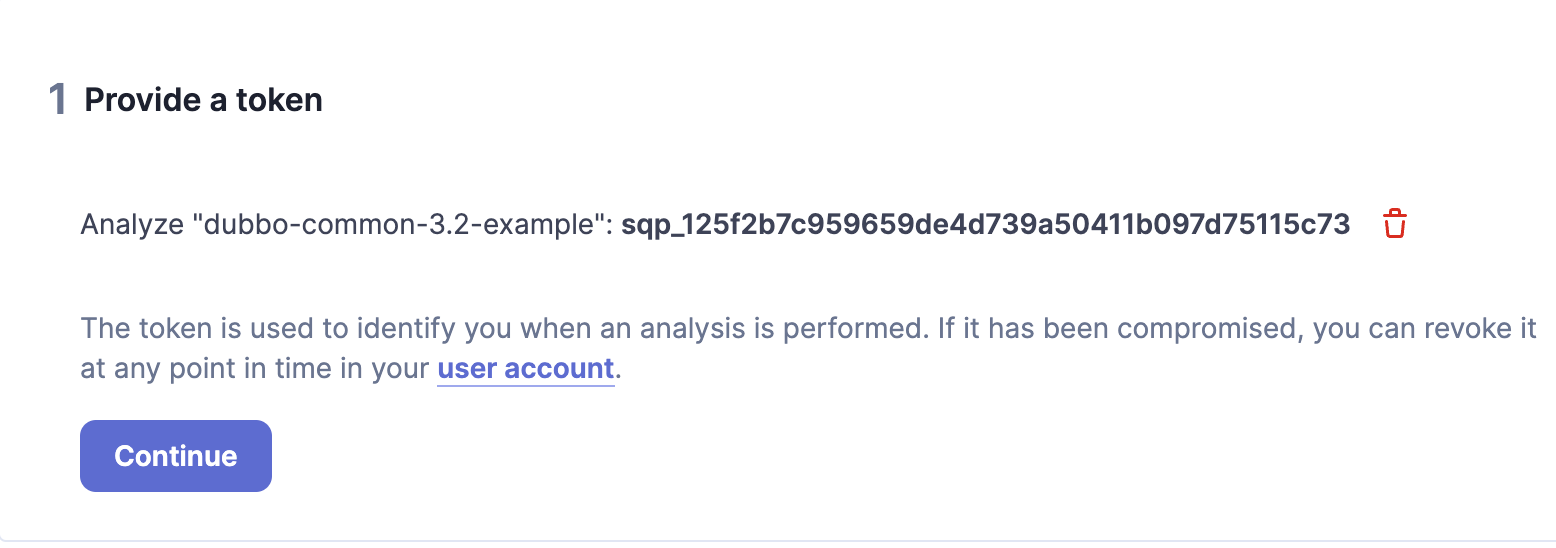 1 Provide a token
Analyze "dubbo-common-3.2-example": sqp_125f2b7c959659de4d739a50411b097d75115c73
The token is used to identify you when an analysis is performed. If it has been compromised, you can revoke it
at any point in time in your user account.
Continue